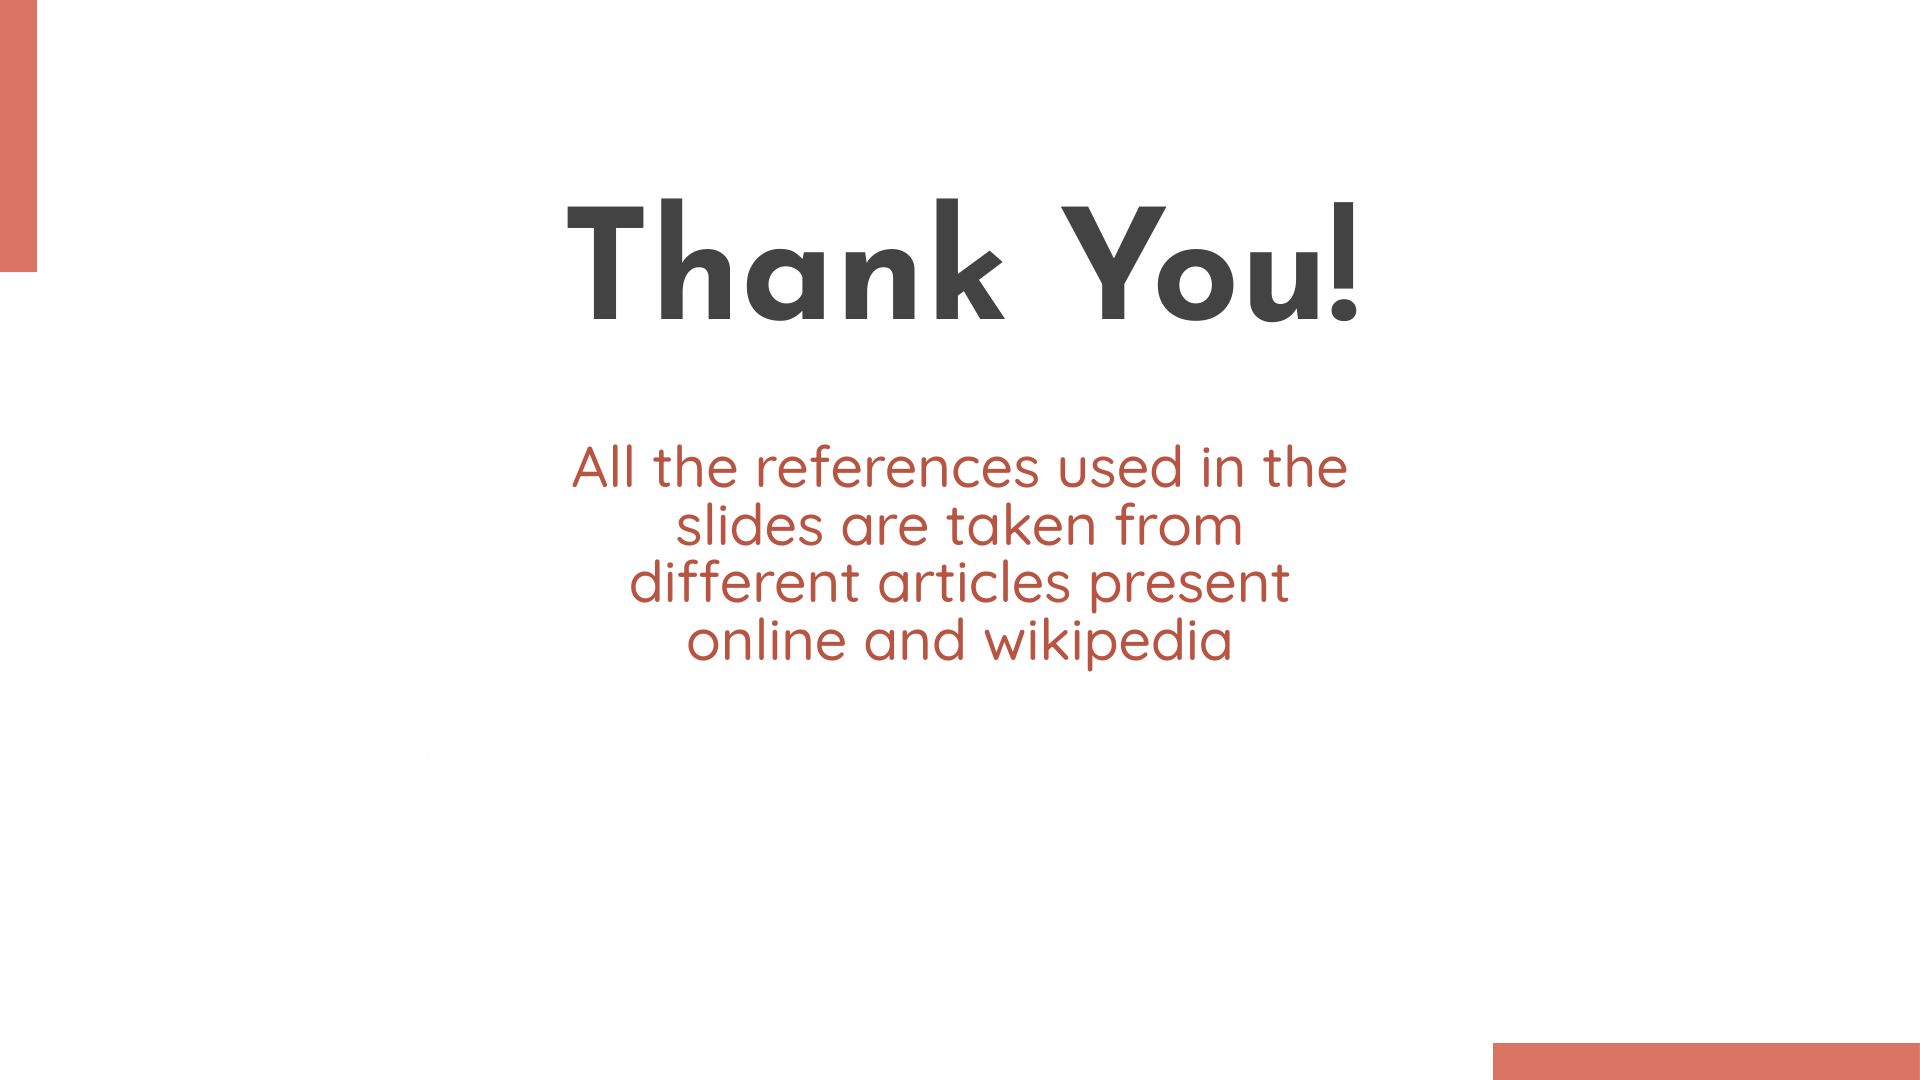 Thank You!
All the references used in the
slides are taken from
different articles present
online and wikipedia